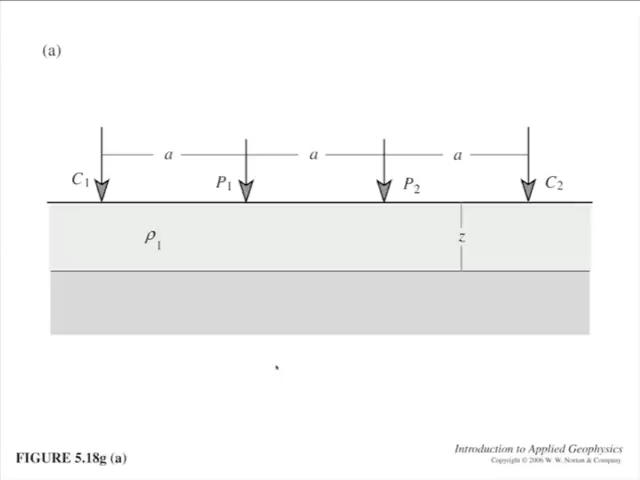 (a)
a a a
C1 P1 P2 C2
ρ1 z
Introduction to Applied Geophysics
FIGURE 5.18g (a)
Copyright © 2006 W. W. Norton & Company